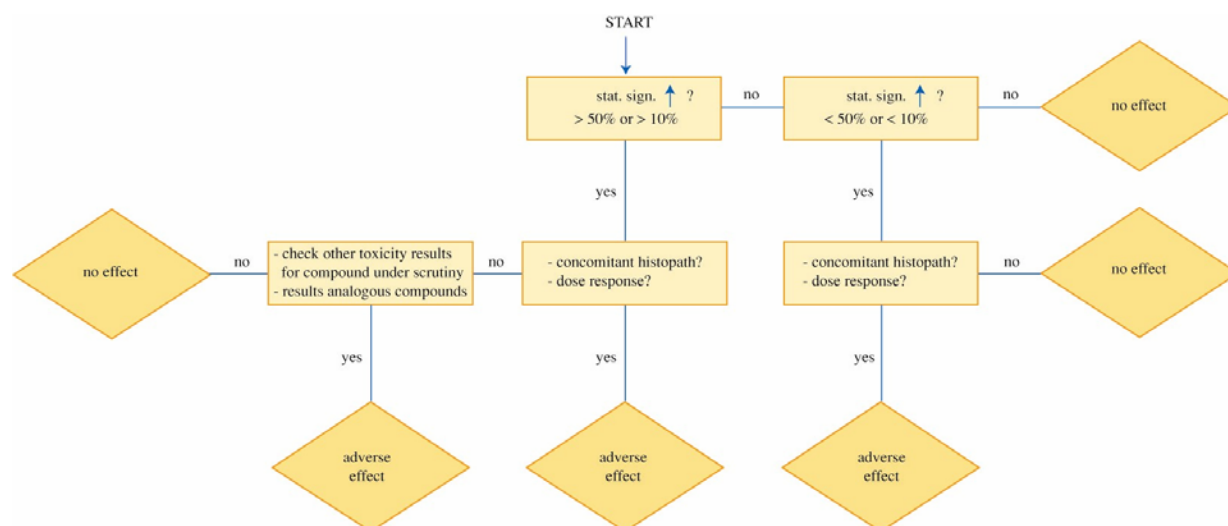 START
stat. sign. ↑ ?
> 50% or > 10%
no
stat. sign. ↑ ?
< 50% or < 10%
no
no effect
yes
yes
no effect
no
- check other toxicity results
for compound under scrutiny
- results analogous compounds
no
- concomitant histopath?
- dose response?
- concomitant histopath?
- dose response?
no
no effect
yes
yes
yes
adverse
effect
adverse
effect
adverse
effect